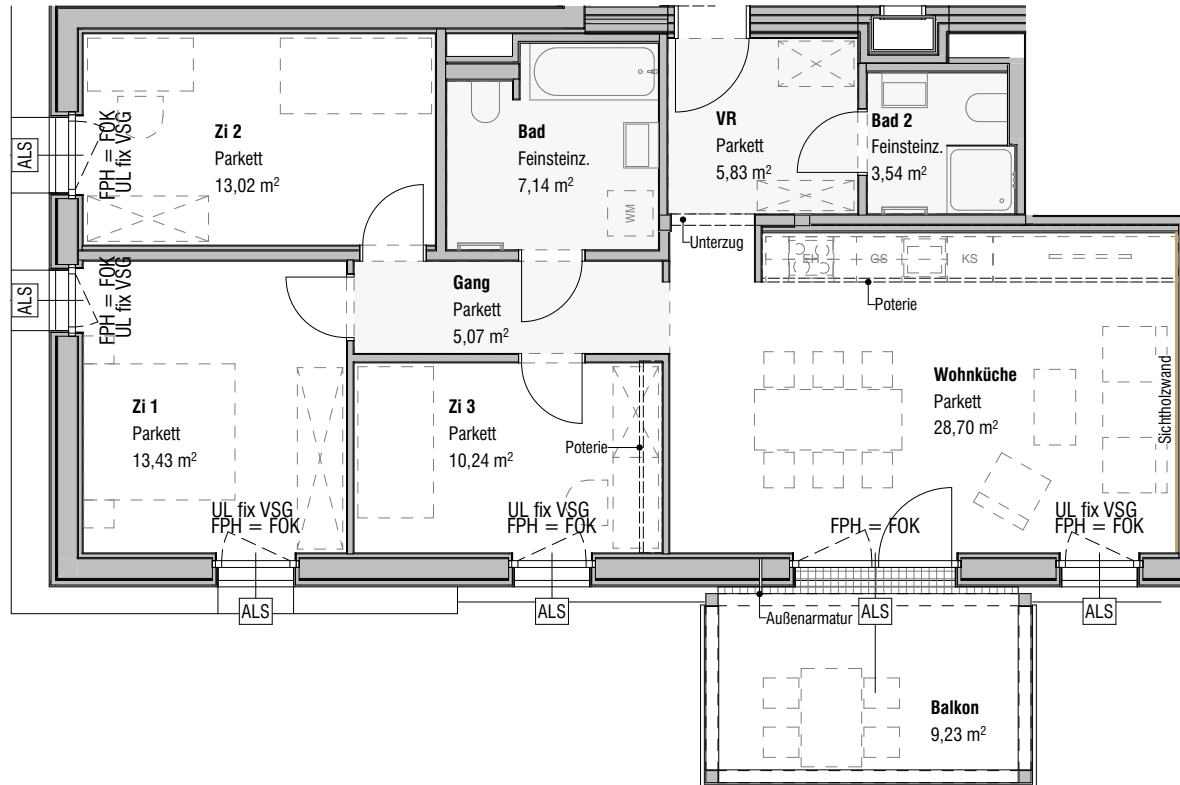 Zi 2
Parkett
13,02 m²
FPH = FOK
UL fix VSG
ALS
Bad
Feinsteinz.
7,14 m²
WM
VR
Parkett
5,83 m²
Bad 2
Feinsteinz.
3,54 m²
Unterzug
EH
GS
KS
Poterie
FPH = FOK
UL fix VSG
ALS
Gang
Parkett
5,07 m²
Zi 1
Parkett
13,43 m²
Zi 3
Parkett
10,24 m²
Poterie
Wohnküche
Parkett
28,70 m²
Sichtholzwand
UL fix VSG
FPH = FOK
UL fix VSG
FPH = FOK
FPH = FOK
UL fix VSG
FPH = FOK
ALS
ALS
Außenarmatur
ALS
ALS
Balkon
9,23 m²